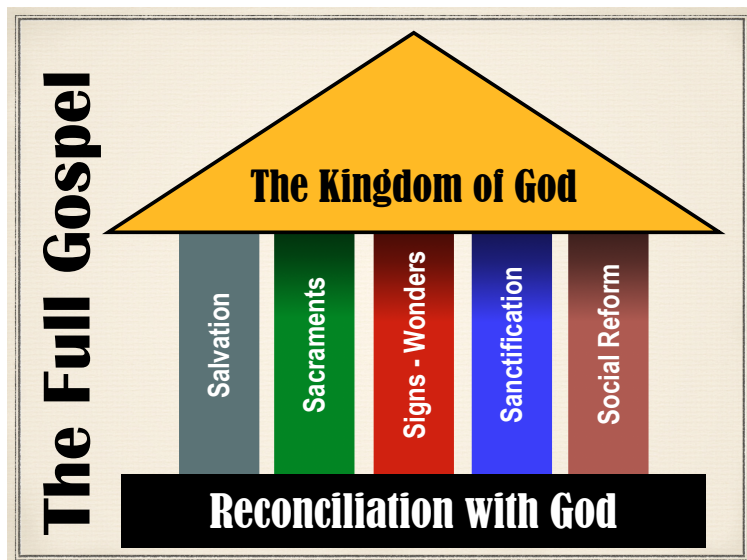 The Full Gospel
The Kingdom of God
Salvation
Sacraments
Signs - Wonders
Sanctification
Social Reform
Reconciliation with God